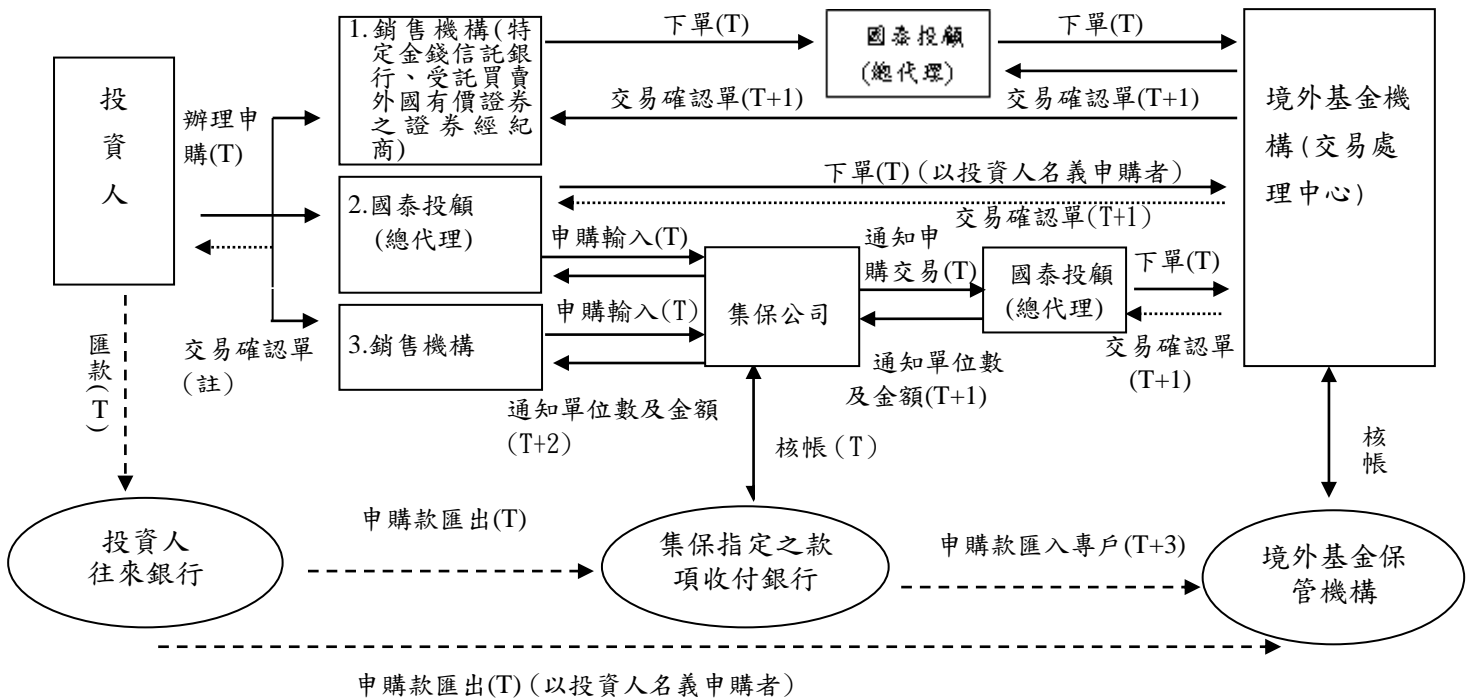 投
資
人
辦理申
購(T)
1.銷售機構(特
定金錢信託銀
行、受託買賣
外國有價證券
之證券經紀
商)
下單(T)
國泰投顧
(總代理)
下單(T)
交易確認單(T+1)
交易確認單(T+1)
境外基金機
構(交易處
理中心)
2.國泰投顧
(總代理)
下單(T)(以投資人名義申購者)
交易確認單(T+1)
申購輸入(T)
通知申
購交易(T)
集保公司
國泰投顧
(總代理)
下單(T)
3.銷售機構
申購輸入(T)
交易確認單
(註)
匯款(T)
通知單位數及金額
(T+2)
通知單位數
及金額(T+1)
交易確認單
(T+1)
核帳(T)
核
帳
投資人
往來銀行
申購款匯出(T)
集保指定之款
項收付銀行
申購款匯入專戶(T+3)
境外基金保
管機構
申購款匯出(T)(以投資人名義申購者)